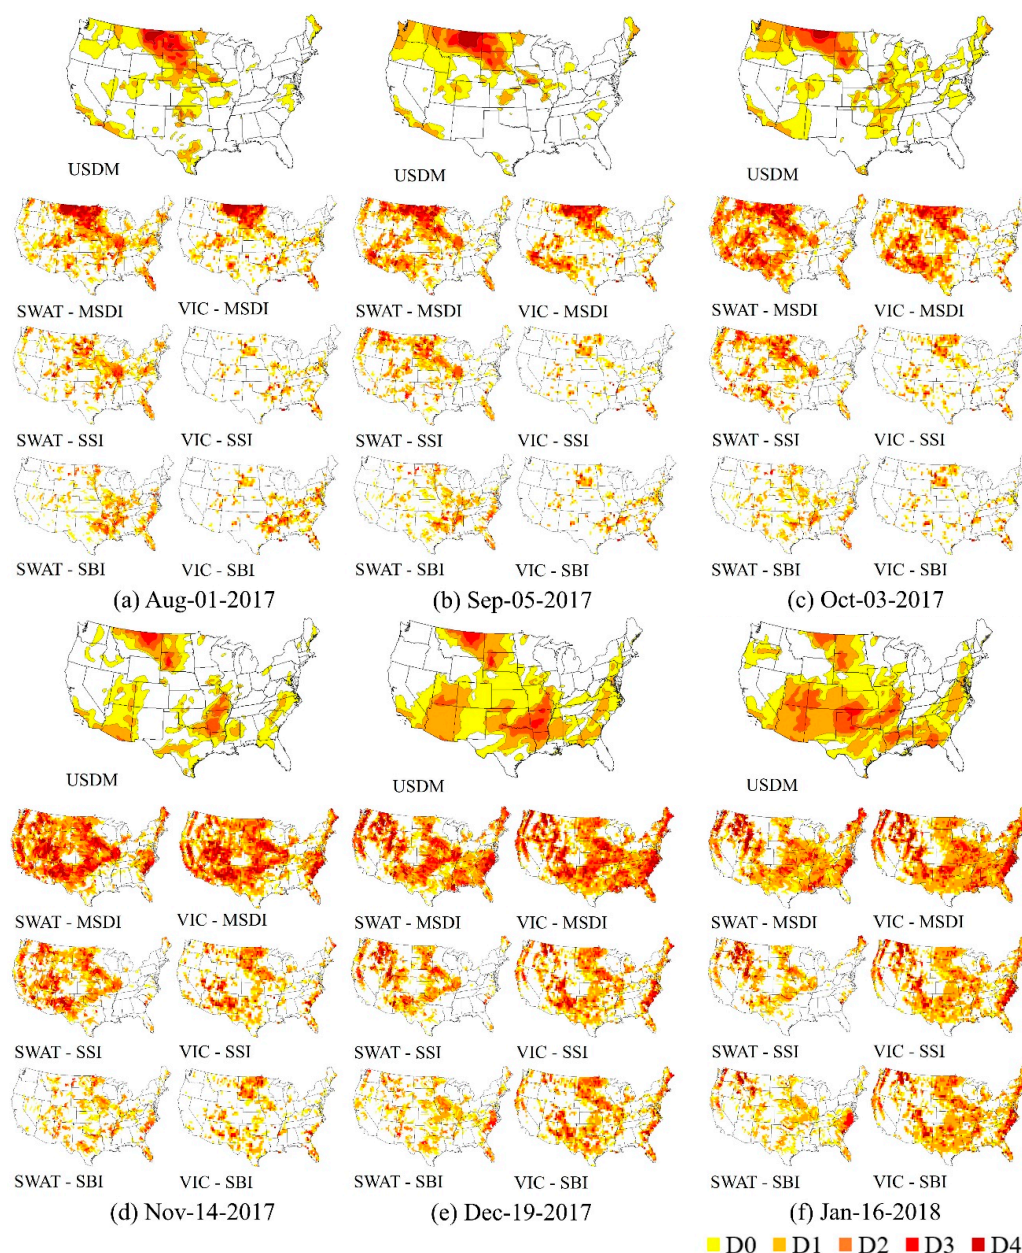 USDM USDM USDM
SWAT - MSDI VIC - MSDI SWAT - MSDI VIC - MSDI SWAT - MSDI VIC - MSDI
SWAT - SSI VIC - SSI SWAT - SSI VIC - SSI SWAT - SSI VIC - SSI
SWAT - SBI VIC - SBI SWAT - SBI VIC - SBI SWAT - SBI VIC - SBI
(a) Aug-01-2017 (b) Sep-05-2017 (c) Oct-03-2017
USDM USDM USDM
SWAT - MSDI VIC - MSDI SWAT - MSDI VIC - MSDI SWAT - MSDI VIC - MSDI
SWAT - SSI VIC - SSI SWAT - SSI VIC - SSI SWAT - SSI VIC - SSI
SWAT - SBI VIC - SBI SWAT - SBI VIC - SBI SWAT - SBI VIC - SBI
(d) Nov-14-2017 (e) Dec-19-2017 (f) Jan-16-2018
D0 D1 D2 D3 D4